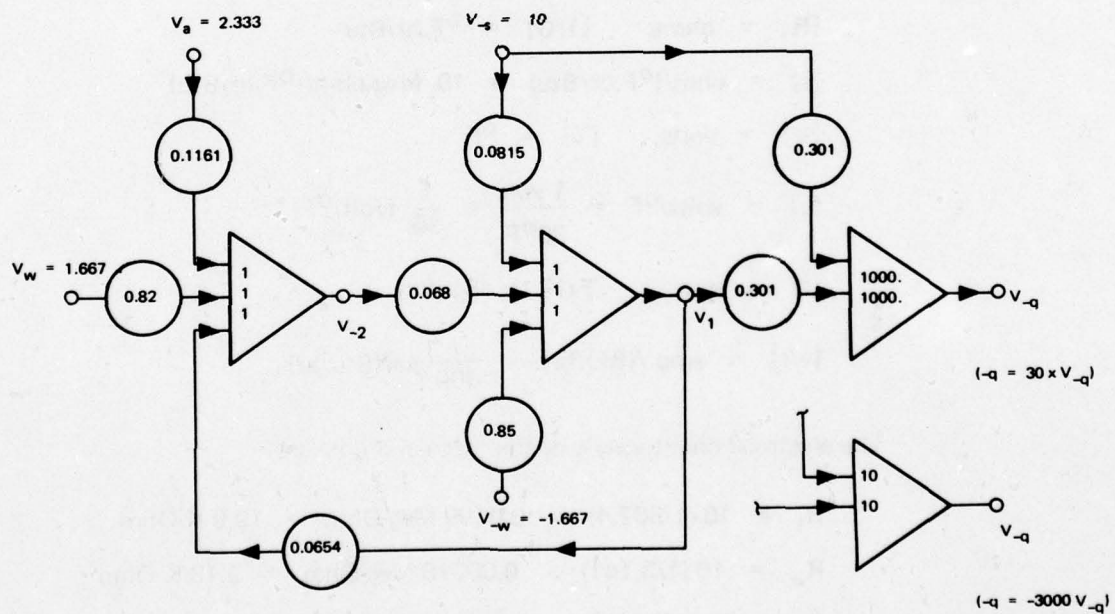 V_a = 2.333
V_-s = 10
0.1161
0.0815
0.301
V_w = 1.667
0.82
1
1
1
V_-2
0.068
1
1
1
V_1
0.301
1000.
1000.
V_-q
(-q = 30 x V_-q)
0.85
V_-w = -1.667
0.0654
10
10
V_-q
(-q = -3000 V_-q)